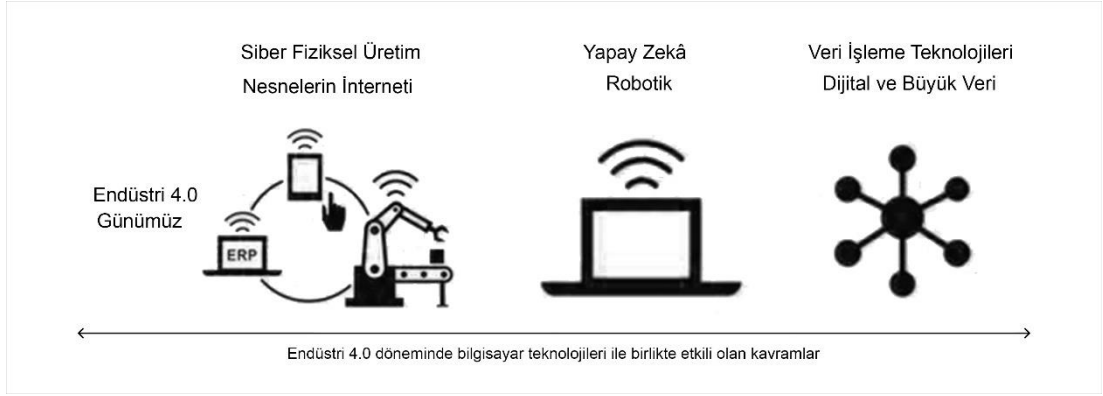 Siber Fiziksel Üretim
Nesnelerin İnterneti
Yapay Zekâ
Robotik
Veri İşleme Teknolojileri
Dijital ve Büyük Veri
Endüstri 4.0
Günümüz
ERP
Endüstri 4.0 döneminde bilgisayar teknolojileri ile birlikte etkili olan kavramlar